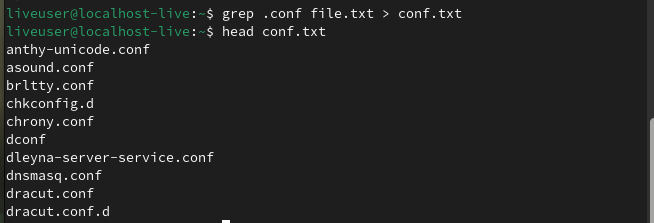 liveuser@localhost-live:~$ grep .conf file.txt > conf.txt
liveuser@localhost-live:~$ head conf.txt
anthy-unicode.conf
asound.conf
brltty.conf
chkconfig.d
chrony.conf
dconf
dleyna-server-service.conf
dnsmasq.conf
dracut.conf
dracut.conf.d